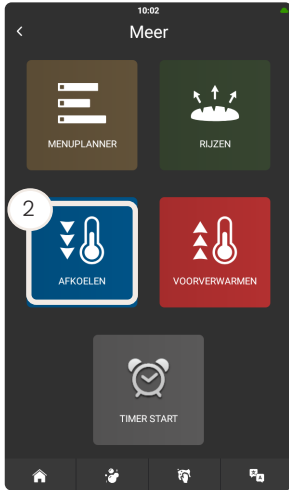 10:02
Meer
MENUPLANNER
RIJZEN
2
AFKOELEN
VOORVERWARMEN
TIMER START